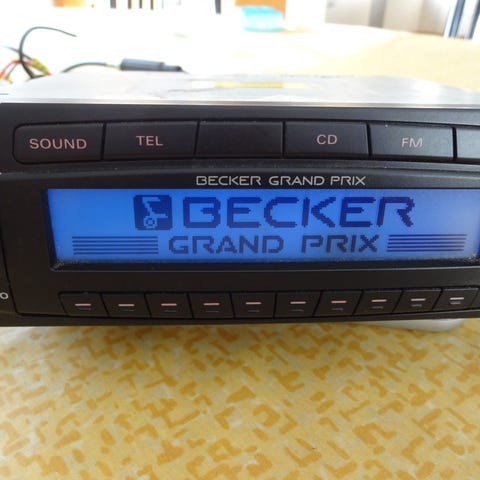 SOUND TEL CD FM
BECKER GRAND PRIX
BECKER
GRAND PRIX
O